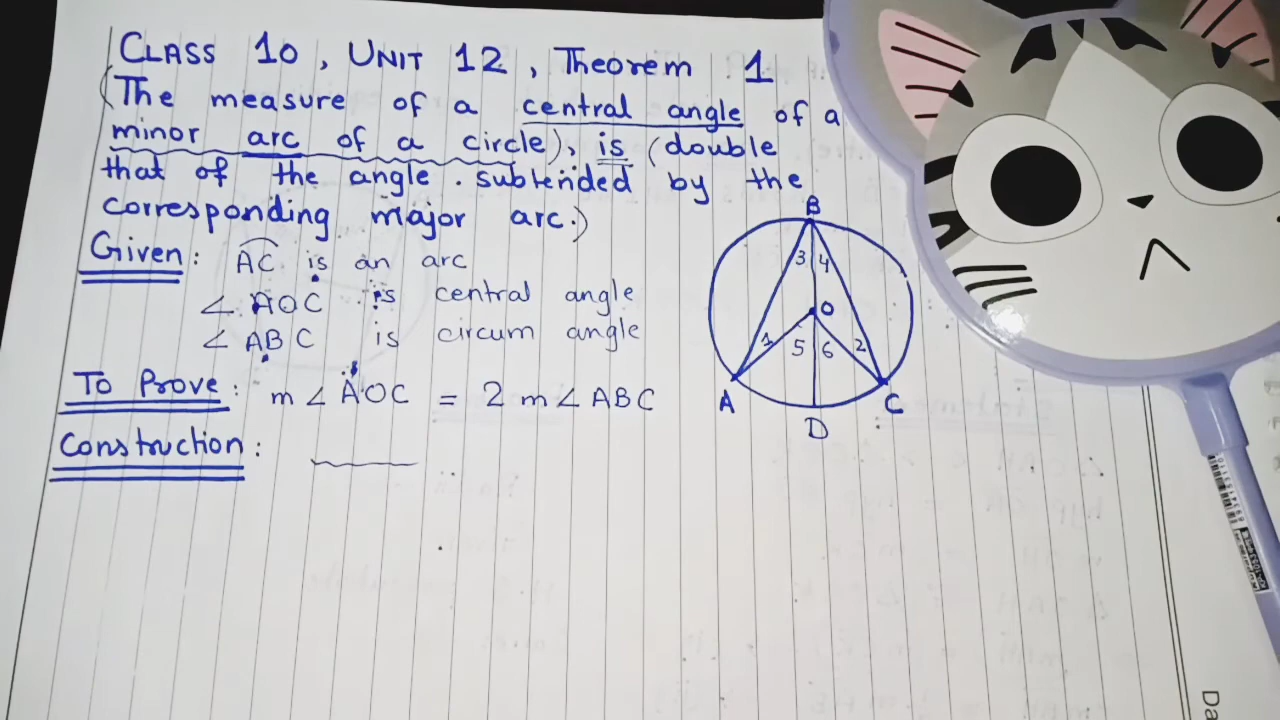 CLASS 10, UNIT 12, Theorem 1
(The measure of a central angle of a
minor arc of a circle), is (double
that of the angle. subtended by the
corresponding major arc.)
Given: AC is an arc
∠ AOC is central angle
∠ ABC is circum angle
To Prove: m∠AOC = 2 m∠ABC
Construction:
B
3 4
O
1 5 6 2
A C
D
Da